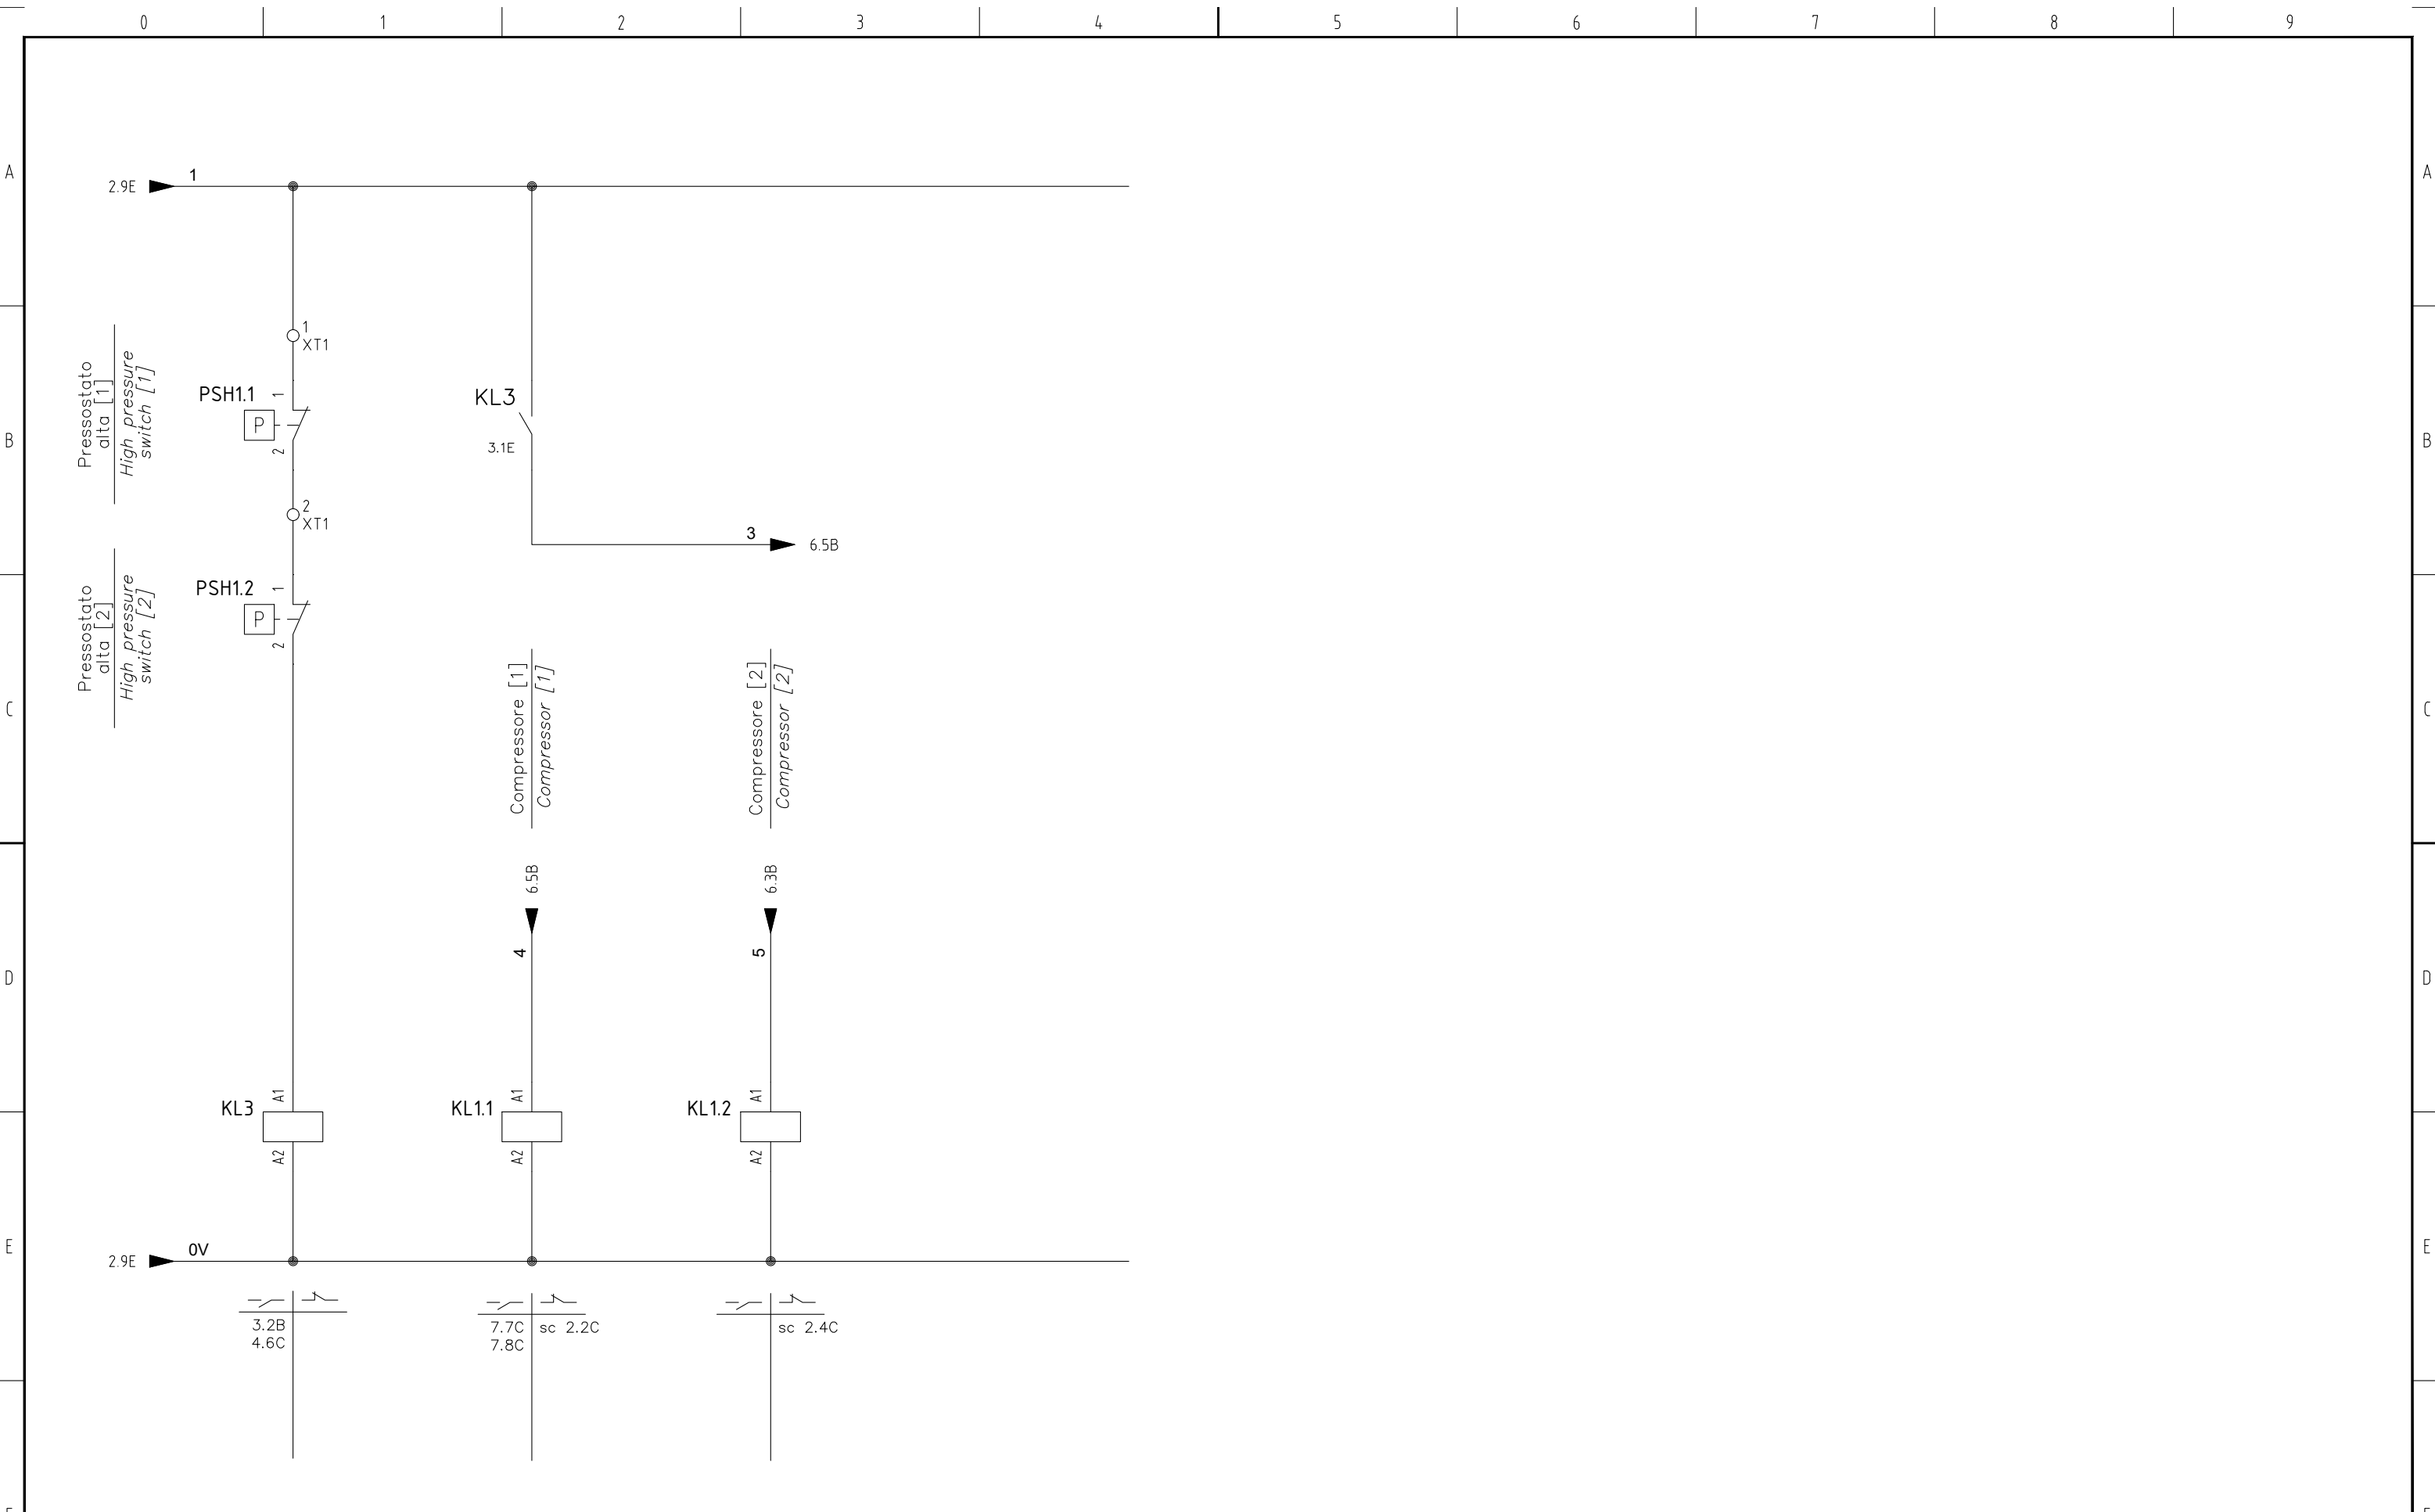 0 1 2 3 4 5 6 7 8 9
A A
2.9E 1
1
XT1
Pressostato
alta [1]
High pressure
switch [1]
PSH1.1 1
P
2
KL3
3.1E
B B
2
XT1
3 6.5B
Pressostato
alta [2]
High pressure
switch [2]
PSH1.2 1
P
2
C C
Compressore [1]
Compressor [1]
Compressore [2]
Compressor [2]
6.5B 6.3B
4 5
D D
KL3 A1 KL1.1 A1 KL1.2 A1
A2 A2 A2
E E
2.9E 0V
3.2B 7.7C sc 2.2C sc 2.4C
4.6C 7.8C